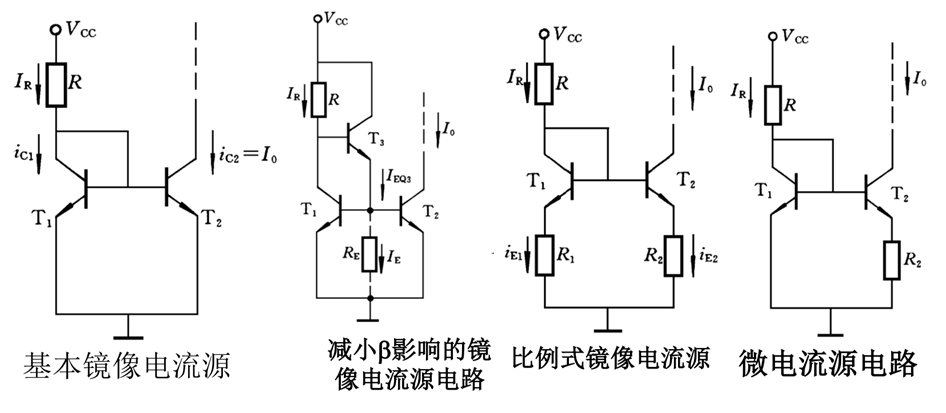 V_CC
I_R
R
i_C1
i_C2=I_0
T_1
T_2
基本镜像电流源
V_CC
I_R
R
T_3
I_0
I_EQ3
T_1
T_2
R_E
I_E
减小β影响的镜
像电流源电路
V_CC
I_R
R
I_0
T_1
T_2
i_E1
R_1
R_2
i_E2
比例式镜像电流源
V_CC
I_R
R
I_0
T_1
T_2
R_2
微电流源电路